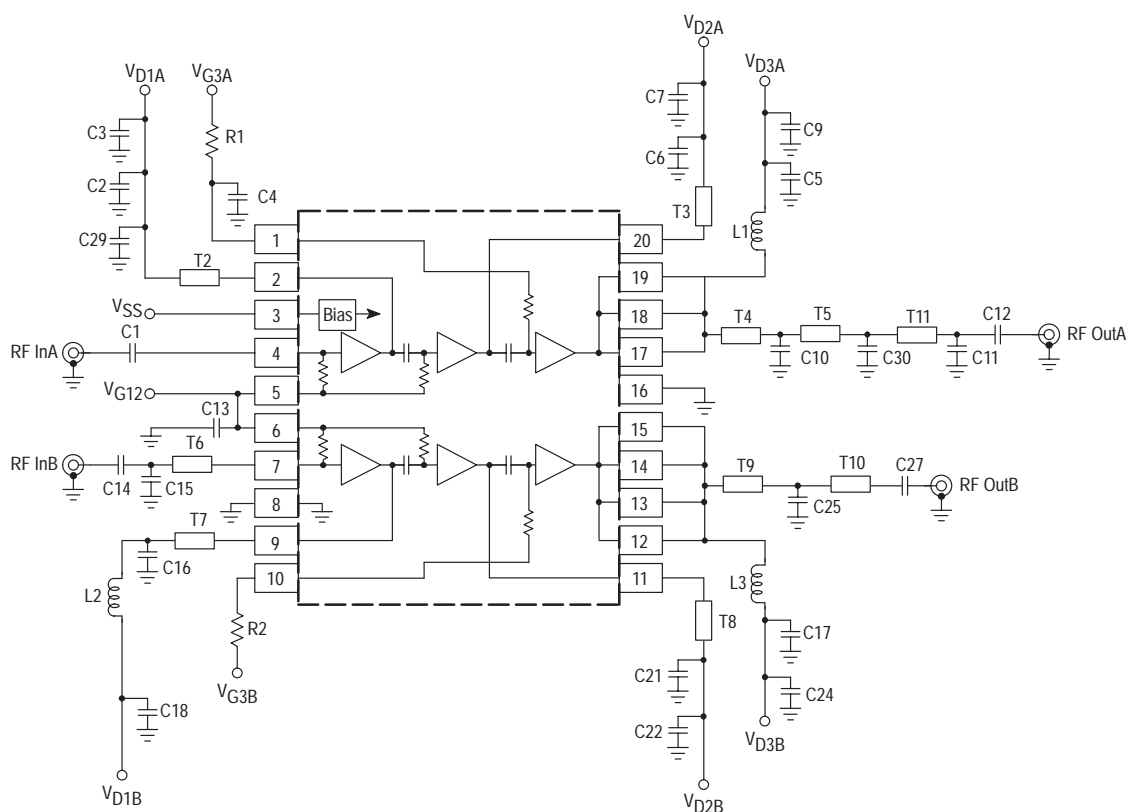 VD2A
VD1A
VG3A
VD3A
C7
C3
R1
C9
C6
C2
C4
C5
T3
C29
1
20
L1
T2
2
19
VSS
3
Bias
18
T4
T5
T11
C12
C1
RF InA
4
17
C10
C30
C11
RF OutA
VG12
5
16
C13
6
15
T6
RF InB
7
14
T9
T10
C27
RF OutB
C14
C15
8
13
C25
T7
9
12
C16
10
11
L2
L3
R2
T8
C17
C21
VG3B
C18
C22
C24
VD3B
VD1B
VD2B